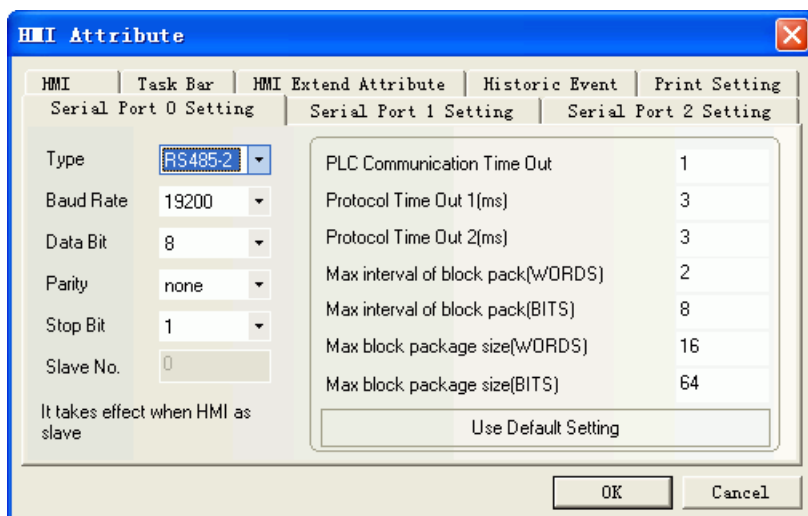 HMI Attribute
HMI
Task Bar
HMI Extend Attribute
Historic Event
Print Setting
Serial Port 0 Setting
Serial Port 1 Setting
Serial Port 2 Setting
Type
RS485-2
Baud Rate
19200
Data Bit
8
Parity
none
Stop Bit
1
Slave No.
0
It takes effect when HMI as
slave
PLC Communication Time Out
1
Protocol Time Out 1(ms)
3
Protocol Time Out 2(ms)
3
Max interval of block pack(WORDS)
2
Max interval of block pack(BITS)
8
Max block package size(WORDS)
16
Max block package size(BITS)
64
Use Default Setting
OK
Cancel